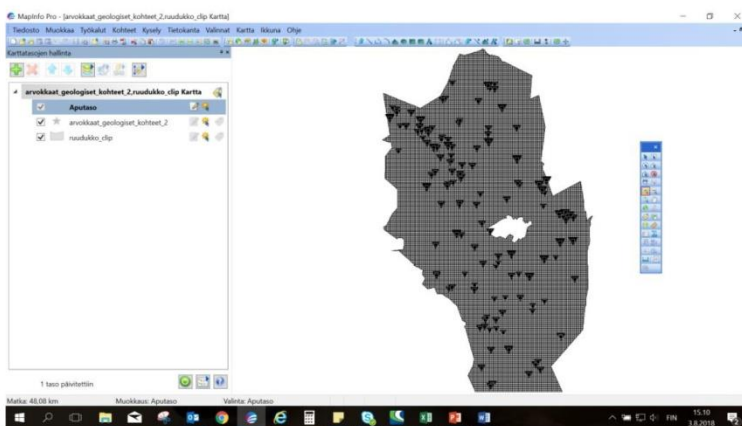 MapInfo Pro - [arvokkaat_geologiset_kohteet_2,ruudukko_clip Kartta]
Tiedosto Muokkaa Työkalut Kohteet Kysely Tietokanta Valinnat Kartta Ikkuna Ohje
Karttatasojen hallinta
arvokkaat_geologiset_kohteet_2,ruudukko_clip Kartta
Aputaso
arvokkaat_geologiset_kohteet_2
ruudukko_clip
1 taso päivitettiin
Matka: 48,08 km Muokkaus: Aputaso Valinta: Aputaso
FIN 15.10
3.8.2018